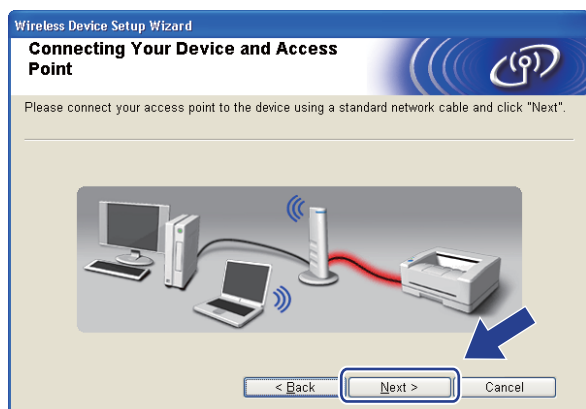 Wireless Device Setup Wizard
Connecting Your Device and Access
Point
Please connect your access point to the device using a standard network cable and click "Next".
< Back
Next >
Cancel